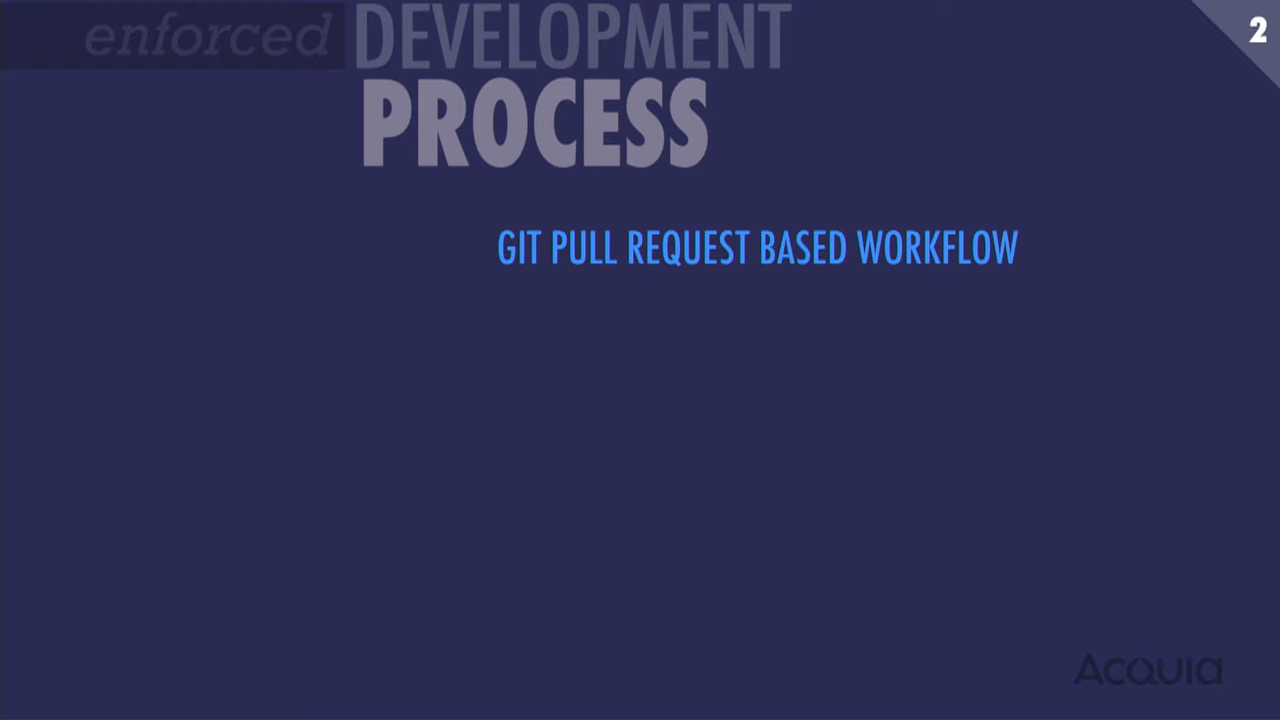 enforced DEVELOPMENT
PROCESS
2
GIT PULL REQUEST BASED WORKFLOW
Acquia